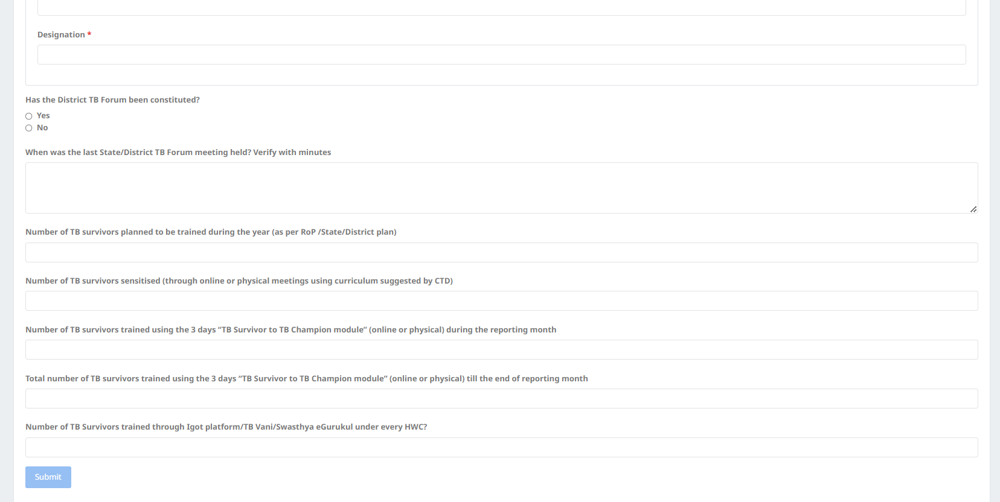 Designation *
Has the District TB Forum been constituted?
Yes
No
When was the last State/District TB Forum meeting held? Verify with minutes
Number of TB survivors planned to be trained during the year (as per RoP /State/District plan)
Number of TB survivors sensitised (through online or physical meetings using curriculum suggested by CTD)
Number of TB survivors trained using the 3 days “TB Survivor to TB Champion module” (online or physical) during the reporting month
Total number of TB survivors trained using the 3 days “TB Survivor to TB Champion module” (online or physical) till the end of reporting month
Number of TB Survivors trained through Igot platform/TB Vani/Swasthya eGurukul under every HWC?
Submit